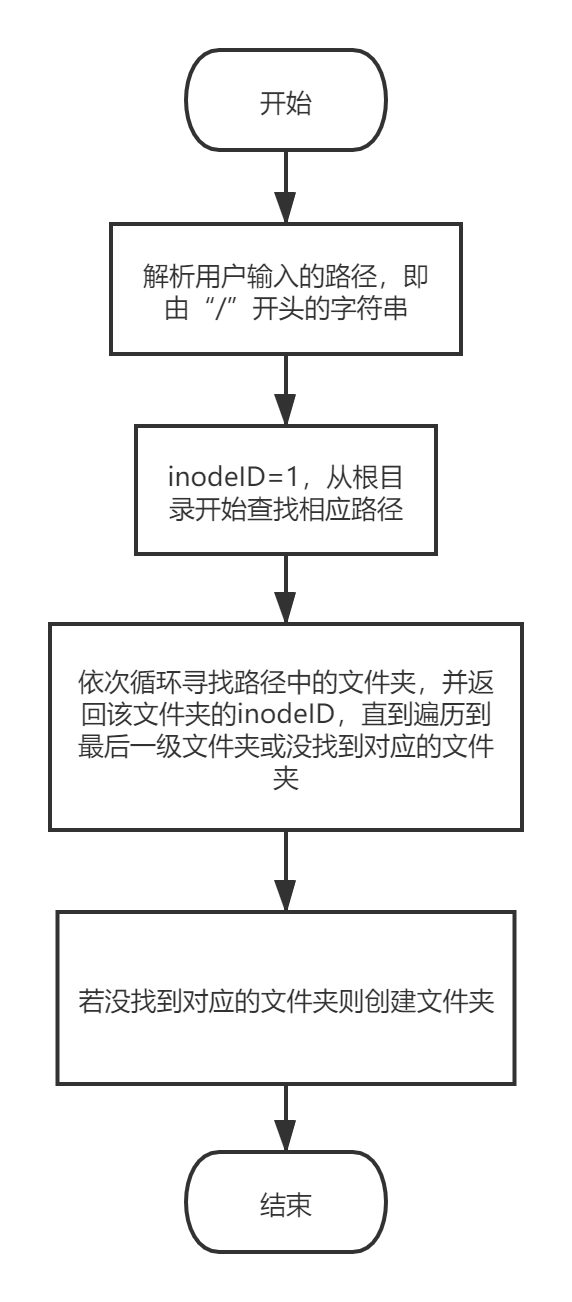 开始
解析用户输入的路径，即
由“/”开头的字符串
inodeID=1，从根目
录开始查找相应路径
依次循环寻找路径中的文件夹，并返
回该文件夹的inodeID，直到遍历到
最后一级文件夹或没找到对应的文件
夹
若没找到对应的文件夹则创建文件夹
结束